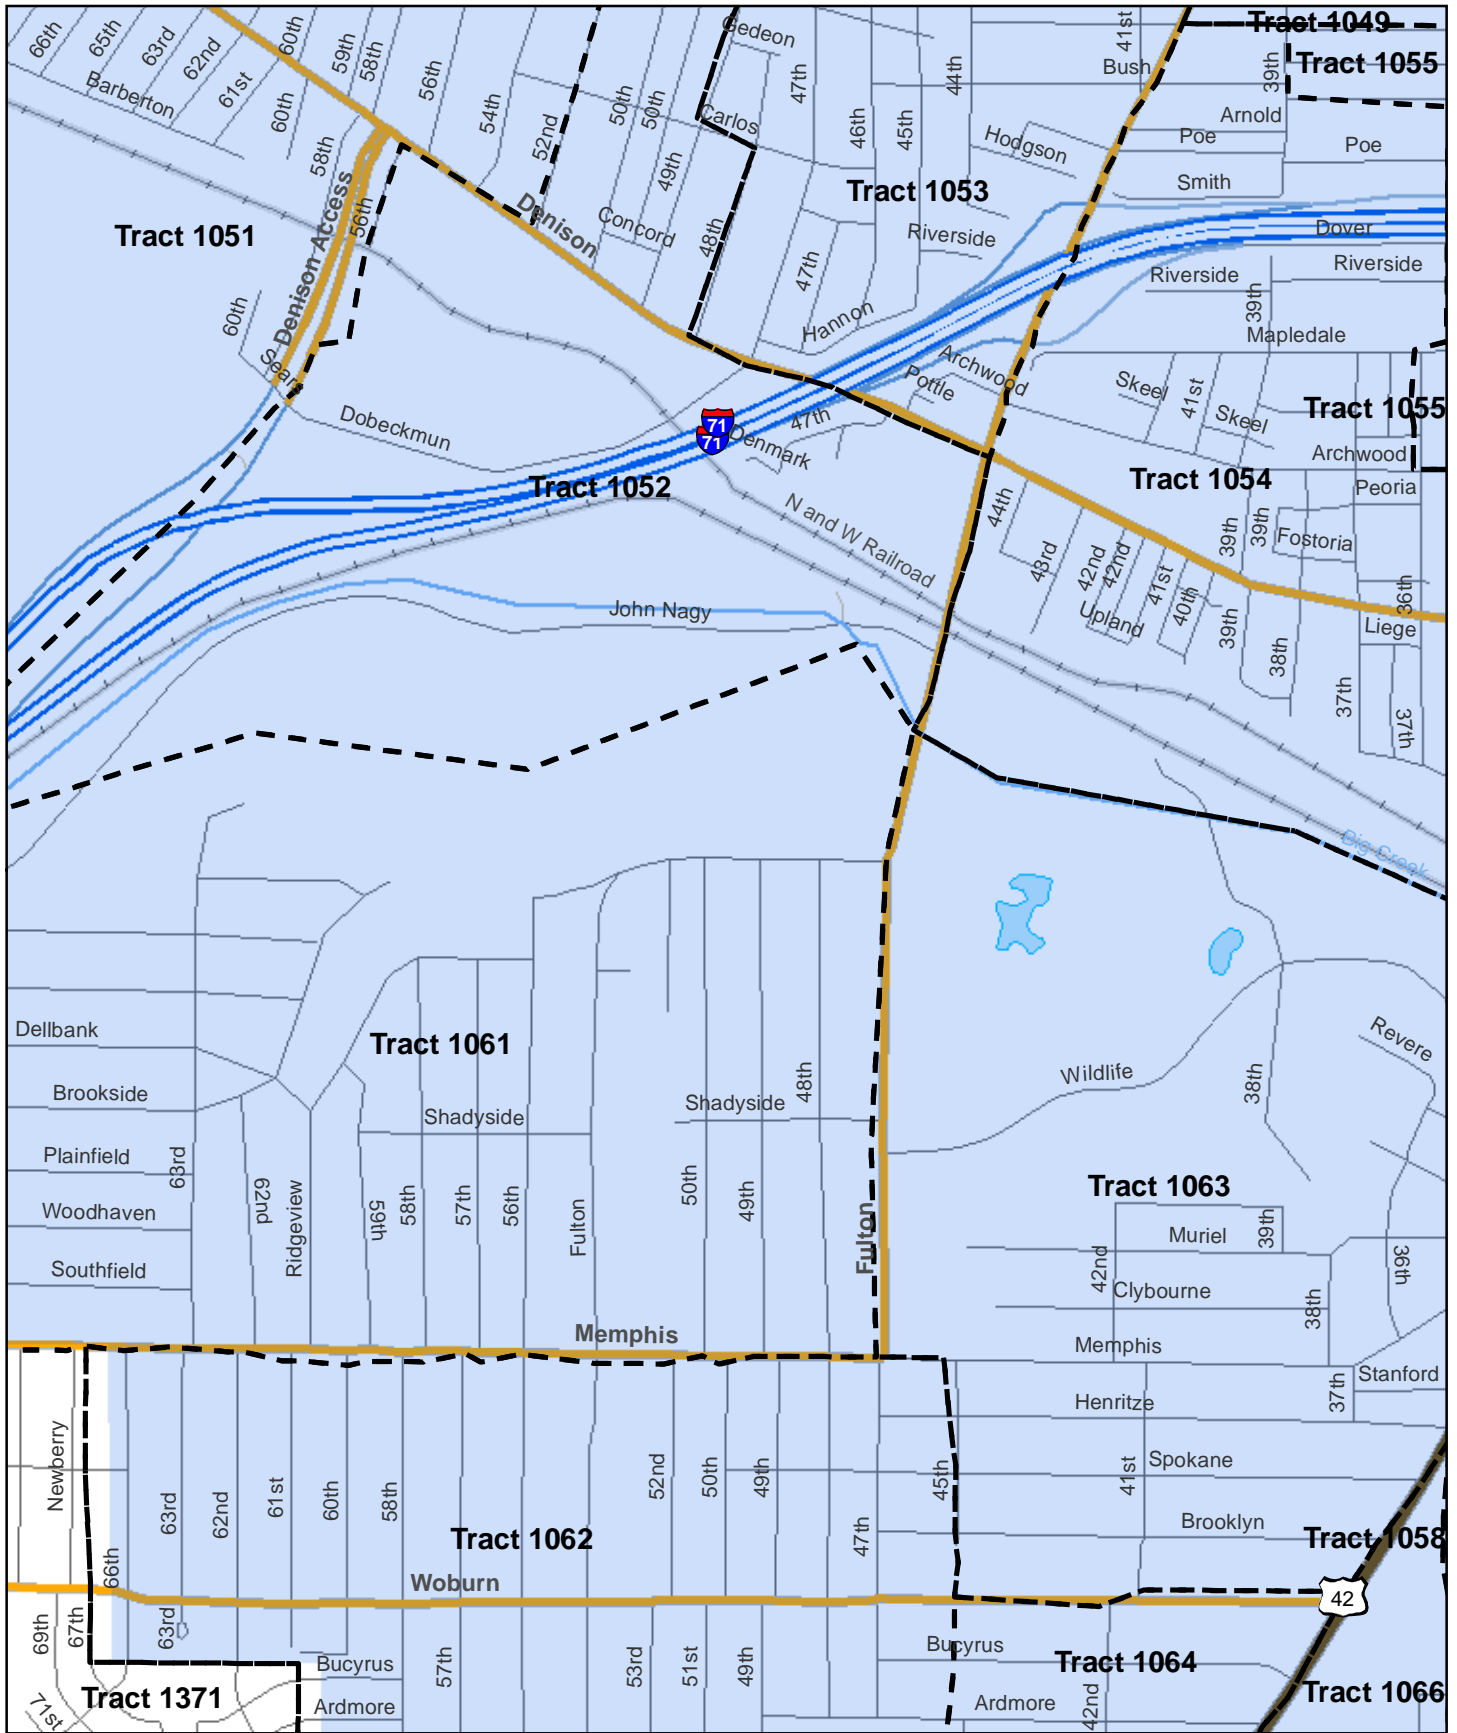 66th
65th
63rd
62nd
60th
59th
58th
56th
Gedeon
47th
44th
41st
Bush
39th
Tract 1049
Tract 1055
Barberton
61st
60th
58th
54th
52nd
50th
50th
49th
Carlos
46th
45th
Hodgson
Arnold
Poe
Poe
Smith
Tract 1051
S Denison Access
56th
Denison
Concord
48th
Tract 1053
Riverside
47th
Hannon
Dover
Riverside
Riverside
39th
Mapledale
60th
Sears
Dobeckmun
71
71
Denmark
47th
Pottle
Archwood
Skeel
41st
Skeel
Tract 1055
Archwood
Peoria
Tract 1052
Tract 1054
N and W Railroad
44th
43rd
42nd
42nd
41st
40th
39th
39th
Fostoria
Upland
39th
38th
36th
Liege
37th
37th
John Nagy
Big Creek
Dellbank
Brookside
Plainfield
Woodhaven
Southfield
63rd
62nd
Ridgeview
Tract 1061
Shadyside
59th
58th
57th
56th
Fulton
Shadyside
48th
50th
49th
Fulton
Wildlife
38th
Revere
Tract 1063
Muriel
39th
42nd
Clybourne
38th
36th
Memphis
Memphis
Stanford
37th
Henritze
Newberry
63rd
62nd
61st
60th
58th
52nd
50th
49th
45th
41st
Spokane
Brooklyn
Tract 1058
Tract 1062
47th
66th
Woburn
42
69th
67th
63rd
Bucyrus
Ardmore
57th
53rd
51st
49th
Bucyrus
Tract 1064
Ardmore
42nd
Tract 1066
Tract 1371
71st